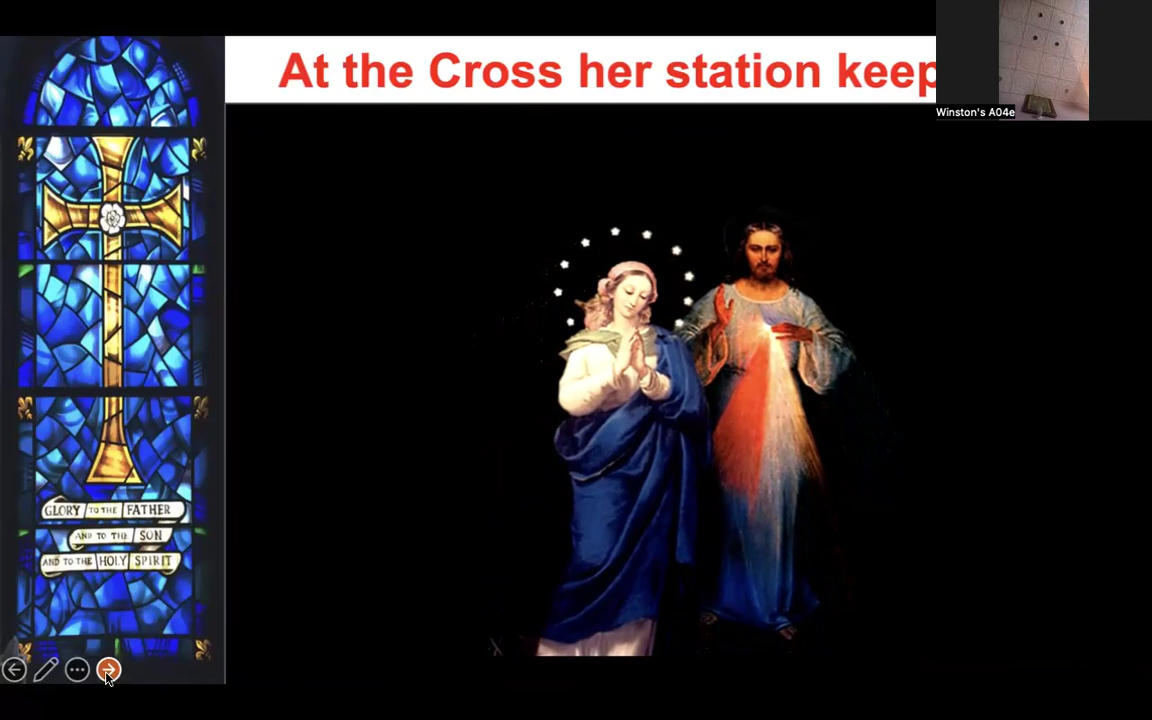 At the Cross her station keep
Winston's A04e
GLORY TO THE FATHER
AND TO THE SON
AND TO THE HOLY SPIRIT